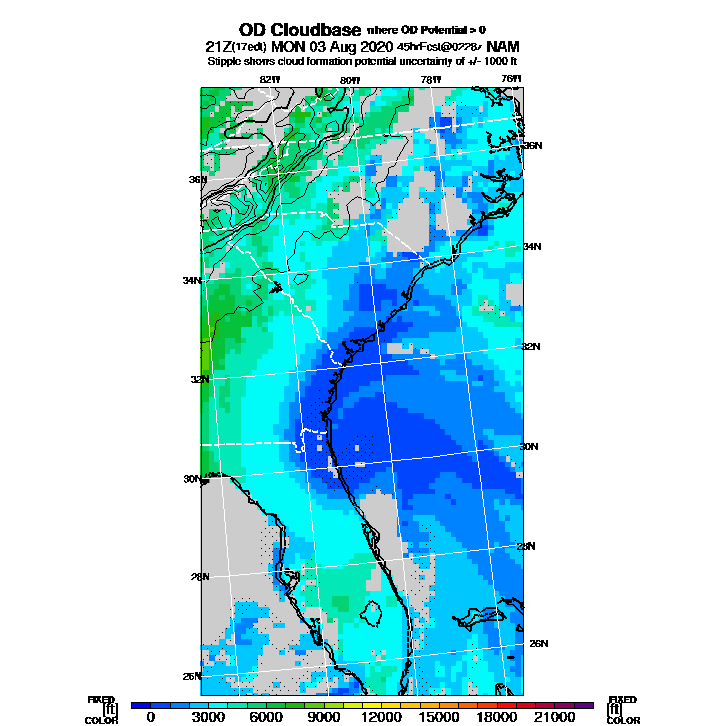 OD Cloudbase where OD Potential > 0
21Z(17edt) MON 03 Aug 2020 45hrFcst@0228z NAM
Stipple shows cloud formation potential uncertainty of +/- 1000 ft
82W 80W 78W 76W
36N 36N
34N 34N
32N 32N
30N 30N
28N 28N
26N 26N
FIXED FIXED
[ft] [ft]
COLOR 0 3000 6000 9000 12000 15000 18000 21000 COLOR